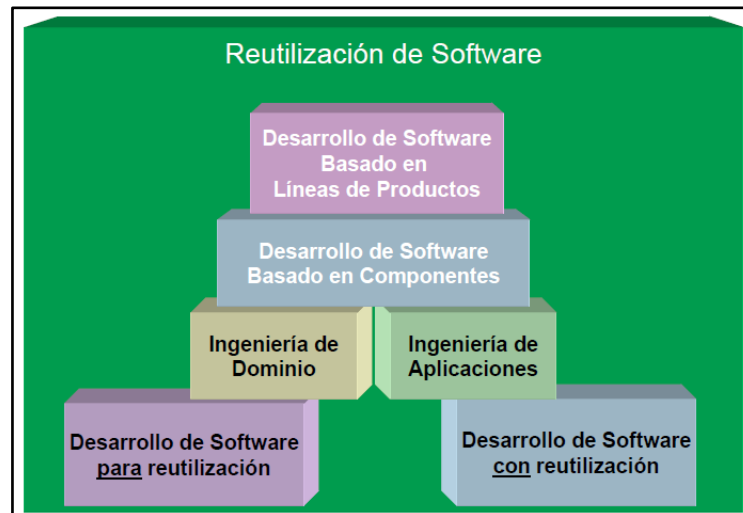 Reutilización de Software
Desarrollo de Software
Basado en
Líneas de Productos
Desarrollo de Software
Basado en Componentes
Ingeniería de
Dominio
Ingeniería de
Aplicaciones
Desarrollo de Software
para reutilización
Desarrollo de Software
con reutilización